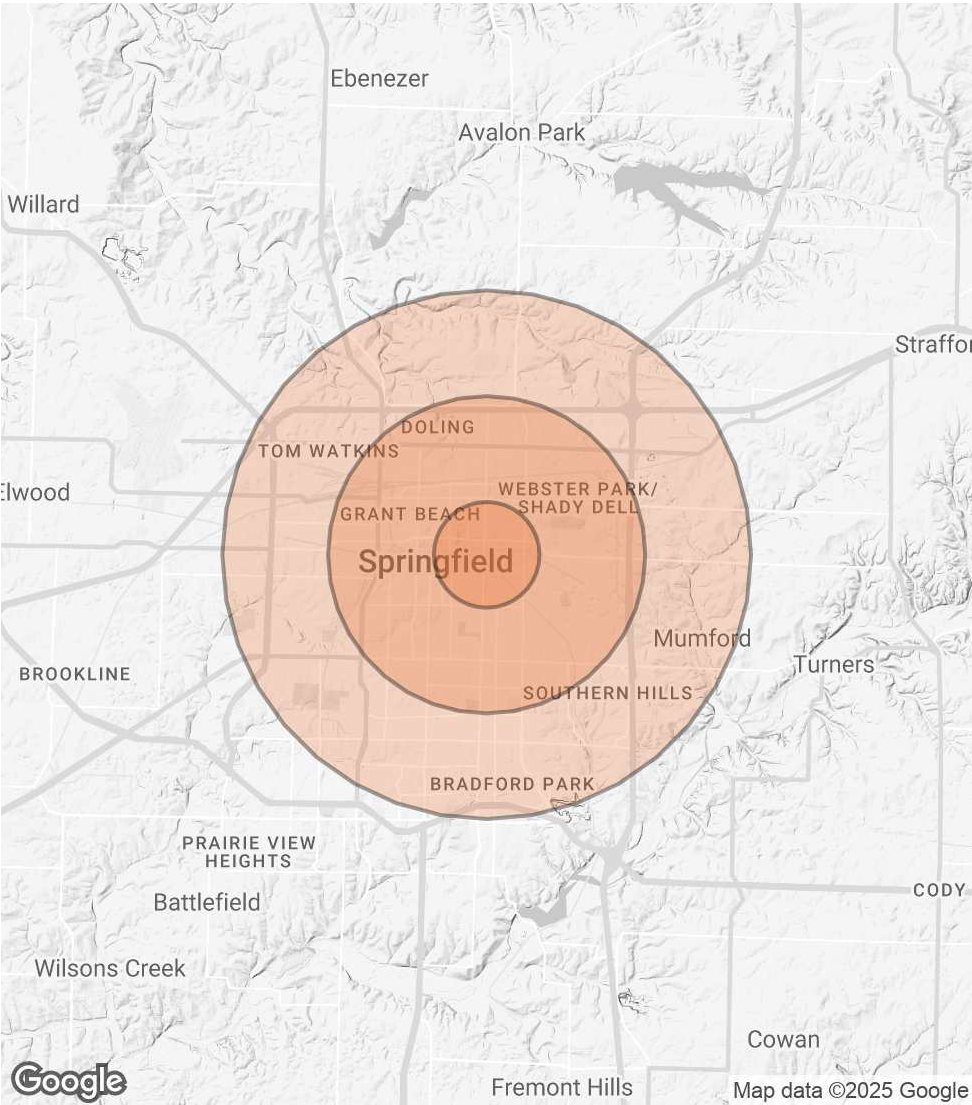 Ebenezer
Avalon Park
Willard
Straffor
DOLING
TOM WATKINS
Elwood
WEBSTER PARK/
SHADY DELL
GRANT BEACH
Springfield
Mumford
Turners
BROOKLINE
SOUTHERN HILLS
BRADFORD PARK
PRAIRIE VIEW
HEIGHTS
CODY
Battlefield
Wilsons Creek
Cowan
Google
Fremont Hills
Map data ©2025 Google